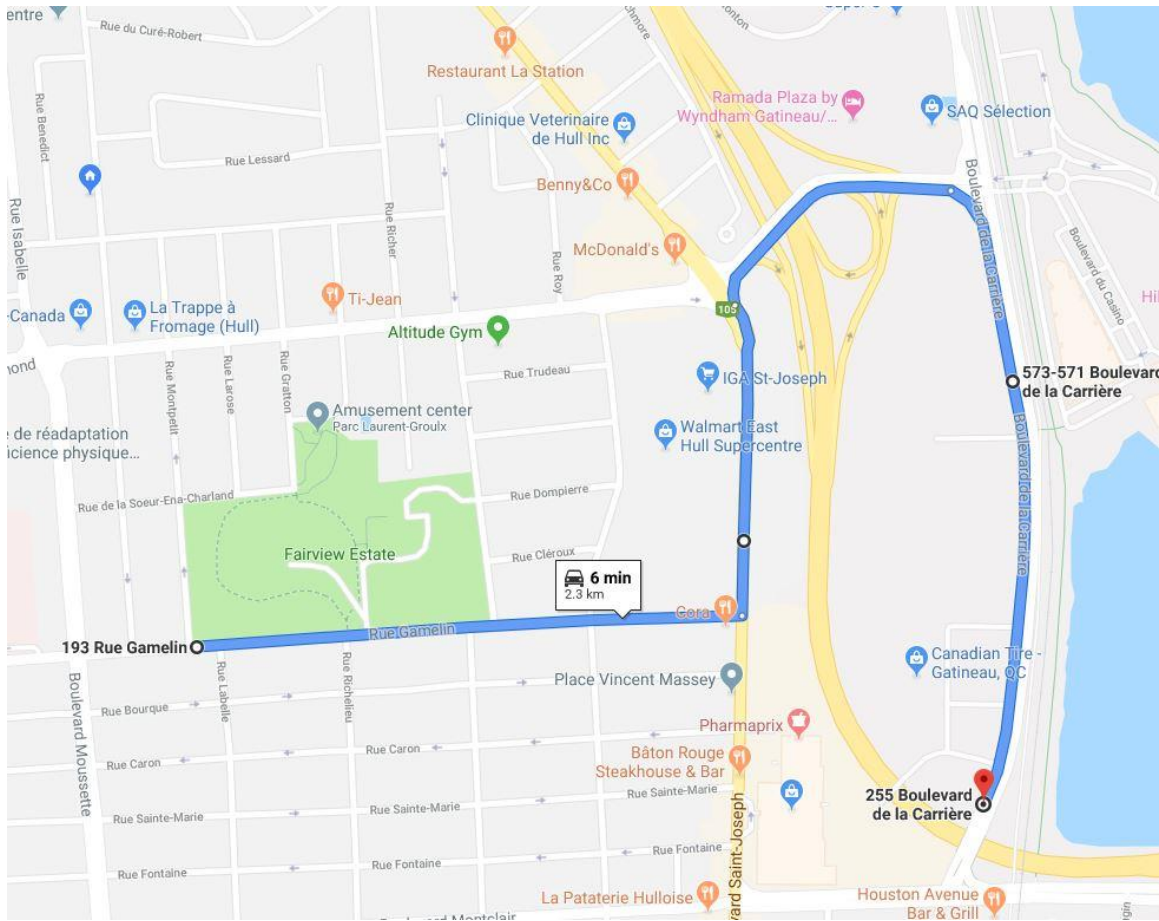 entre
Rue du Curé-Robert
Restaurant La Station
Rue Benedict
Ramada Plaza by
Wyndham Gatineau/...
SAQ Sélection
Clinique Veterinaire
de Hull Inc
Rue Lessard
Benny&Co
Boulevard de la Carrière
Rue Isabelle
Rue Richer
Rue Roy
McDonald's
Boulevard du Casino
Ti-Jean
-Canada
La Trappe à
Fromage (Hull)
105
Altitude Gym
mond
Rue Montpetit
Rue Larose
Rue Gratton
Rue Trudeau
IGA St-Joseph
573-571 Boulevard
de la Carrière
Amusement center
Parc Laurent-Groulx
Walmart East
Hull Supercentre
e de réadaptation
icience physique...
Boulevard de la Carrière
Rue de la Soeur-Ena-Charland
Rue Dompierre
Fairview Estate
Rue Cléroux
6 min
2.3 km
Cora
Rue Gamelin
193 Rue Gamelin
Canadian Tire -
Gatineau, QC
Place Vincent Massey
Rue Labelle
Rue Richelieu
Boulevard Moussette
Rue Bourque
Pharmaprix
Rue Caron
Rue Caron
Bâton Rouge
Steakhouse & Bar
255 Boulevard
de la Carrière
Rue Sainte-Marie
Rue Sainte-Marie
Rue Fontaine
Rue Fontaine
vard Saint-Joseph
La Pataterie Hulloise
Houston Avenue
Bar & Grill